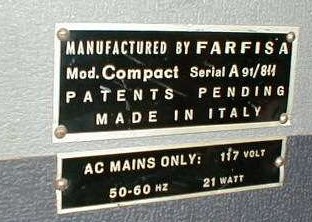 MANUFACTURED BY FARFISA
Mod. Compact Serial A 91/811
PATENTS PENDING
MADE IN ITALY
AC MAINS ONLY: 117 VOLT
50-60 HZ 21 WATT